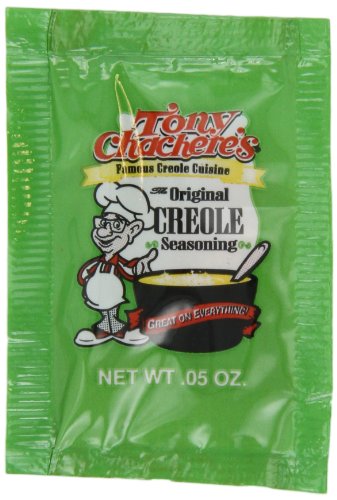 Tony
Chachere's
Famous Creole Cuisine
The Original
CREOLE
Seasoning
GREAT ON EVERYTHING!
NET WT .05 OZ.